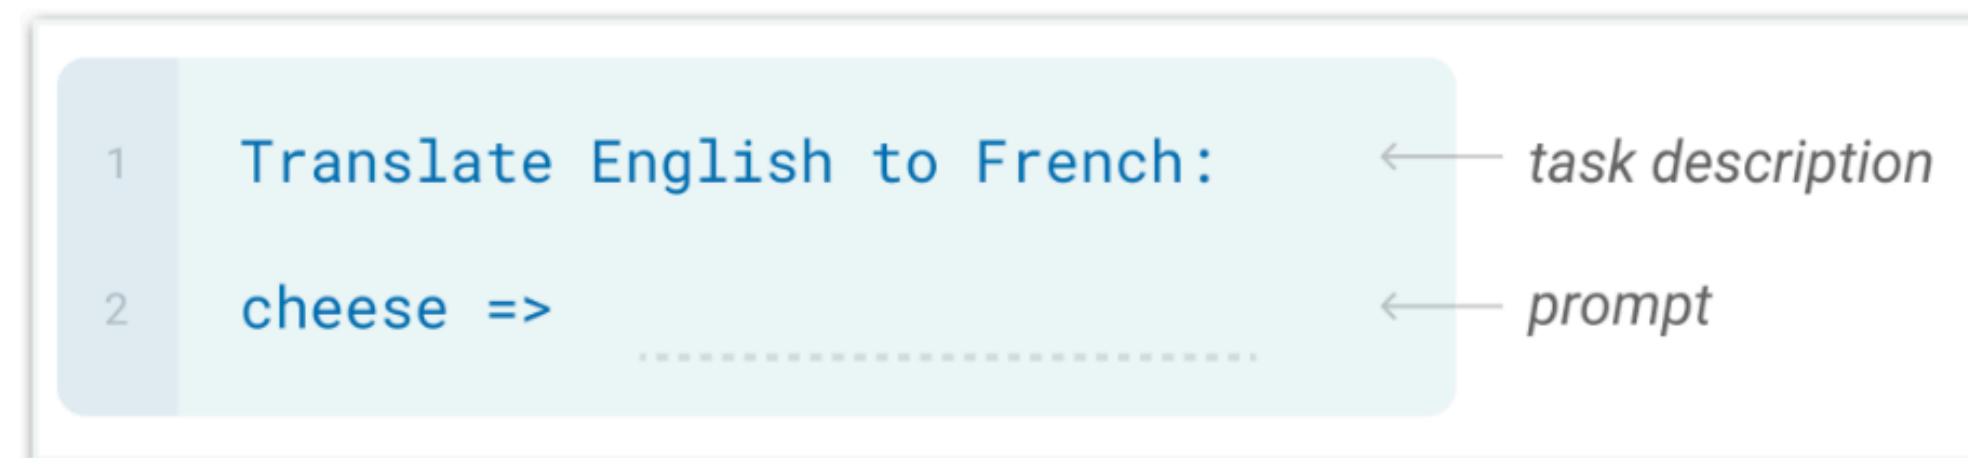 1 Translate English to French: task description
2 cheese => prompt